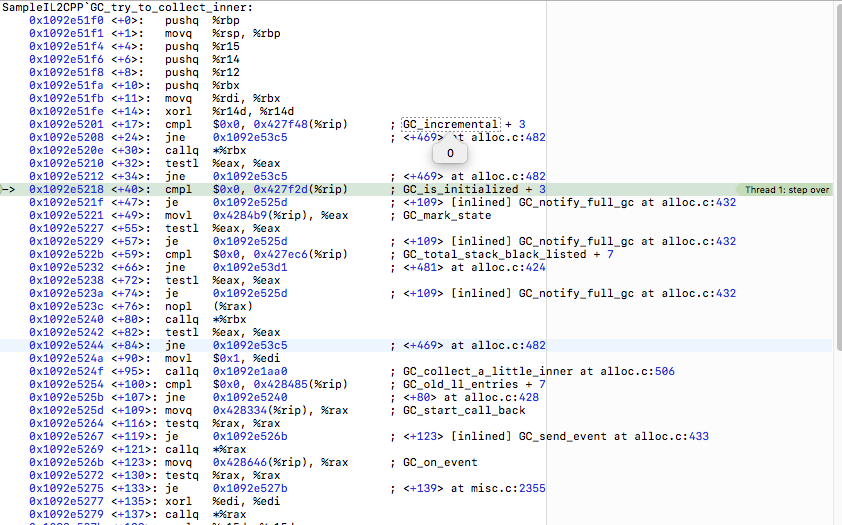 SampleIL2CPP`GC_try_to_collect_inner:
0x1092e51f0 <+0>: pushq %rbp
0x1092e51f1 <+1>: movq %rsp, %rbp
0x1092e51f4 <+4>: pushq %r15
0x1092e51f6 <+6>: pushq %r14
0x1092e51f8 <+8>: pushq %r12
0x1092e51fa <+10>: pushq %rbx
0x1092e51fb <+11>: movq %rdi, %rbx
0x1092e51fe <+14>: xorl %r14d, %r14d
0x1092e5201 <+17>: cmpl $0x0, 0x427f48(%rip) ; GC_incremental + 3
0x1092e5208 <+24>: jne 0x1092e53c5 ; <+469> at alloc.c:482
0x1092e520e <+30>: callq *%rbx
0
0x1092e5210 <+32>: testl %eax, %eax
0x1092e5212 <+34>: jne 0x1092e53c5 ; <+469> at alloc.c:482
-> 0x1092e5218 <+40>: cmpl $0x0, 0x427f2d(%rip) ; GC_is_initialized + 3 Thread 1: step over
0x1092e521f <+47>: je 0x1092e525d ; <+109> [inlined] GC_notify_full_gc at alloc.c:432
0x1092e5221 <+49>: movl 0x4284b9(%rip), %eax ; GC_mark_state
0x1092e5227 <+55>: testl %eax, %eax
0x1092e5229 <+57>: je 0x1092e525d ; <+109> [inlined] GC_notify_full_gc at alloc.c:432
0x1092e522b <+59>: cmpl $0x0, 0x427ec6(%rip) ; GC_total_stack_black_listed + 7
0x1092e5232 <+66>: jne 0x1092e53d1 ; <+481> at alloc.c:424
0x1092e5238 <+72>: testl %eax, %eax
0x1092e523a <+74>: je 0x1092e525d ; <+109> [inlined] GC_notify_full_gc at alloc.c:432
0x1092e523c <+76>: nopl (%rax)
0x1092e5240 <+80>: callq *%rbx
0x1092e5242 <+82>: testl %eax, %eax
0x1092e5244 <+84>: jne 0x1092e53c5 ; <+469> at alloc.c:482
0x1092e524a <+90>: movl $0x1, %edi
0x1092e524f <+95>: callq 0x1092e1aa0 ; GC_collect_a_little_inner at alloc.c:506
0x1092e5254 <+100>: cmpl $0x0, 0x428485(%rip) ; GC_old_ll_entries + 7
0x1092e525b <+107>: jne 0x1092e5240 ; <+80> at alloc.c:428
0x1092e525d <+109>: movq 0x428334(%rip), %rax ; GC_start_call_back
0x1092e5264 <+116>: testq %rax, %rax
0x1092e5267 <+119>: je 0x1092e526b ; <+123> [inlined] GC_send_event at alloc.c:433
0x1092e5269 <+121>: callq *%rax
0x1092e526b <+123>: movq 0x428646(%rip), %rax ; GC_on_event
0x1092e5272 <+130>: testq %rax, %rax
0x1092e5275 <+133>: je 0x1092e527b ; <+139> at misc.c:2355
0x1092e5277 <+135>: xorl %edi, %edi
0x1092e5279 <+137>: callq *%rax